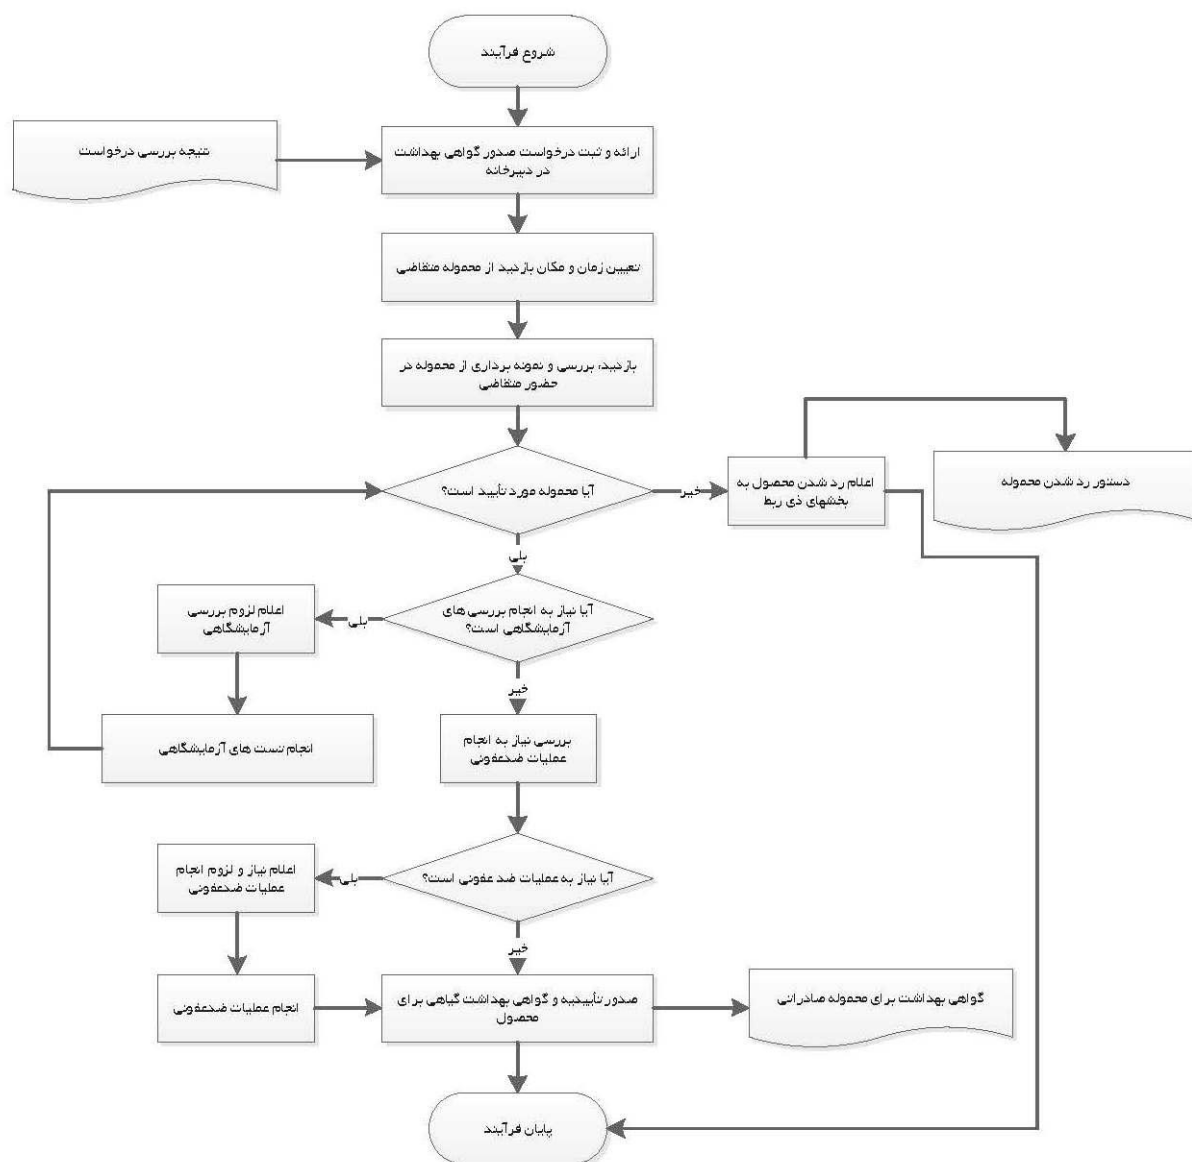 شروع فرآیند
نتیجه بررسی درخواست
ارائه و ثبت درخواست صدور گواهی بهداشت
در دبیرخانه
تعیین زمان و مکان بازدید از محموله متقاضی
بازدید، بررسی و نمونه برداری از محموله در
حضور متقاضی
آیا محموله مورد تأیید است؟
خیر
اعلام رد شدن محصول به
بخشهای ذی ربط
دستور رد شدن محموله
بلی
آیا نیاز به انجام بررسی های
آزمایشگاهی است؟
بلی
اعلام لزوم بررسی
آزمایشگاهی
انجام تست های آزمایشگاهی
خیر
بررسی نیاز به انجام
عملیات ضدعفونی
آیا نیاز به عملیات ضد عفونی است؟
بلی
اعلام نیاز و لزوم انجام
عملیات ضدعفونی
انجام عملیات ضدعفونی
خیر
صدور تأییدیه و گواهی بهداشت گیاهی برای
محصول
گواهی بهداشت برای محموله صادراتی
پایان فرآیند